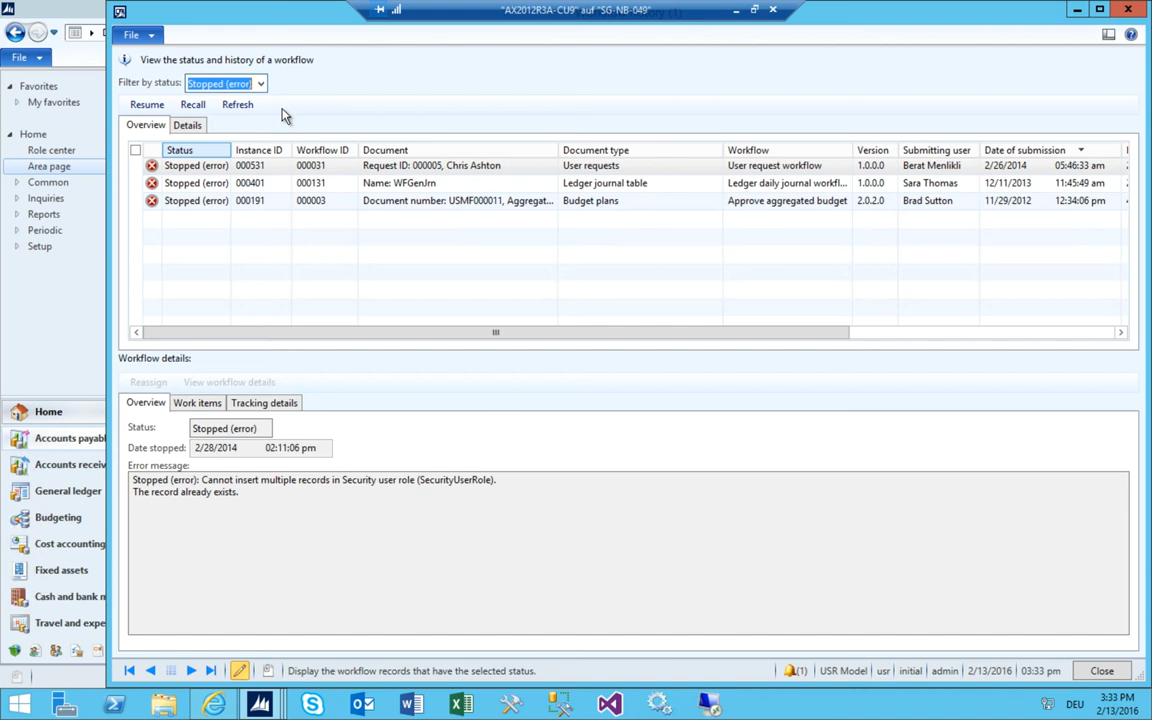 "AX2012R3A-CU9" auf "SG-NB-049"
File
File
View the status and history of a workflow
Filter by status: Stopped (error)
Resume Recall Refresh
Overview Details
Status Instance ID Workflow ID Document Document type Workflow Version Submitting user Date of submission
Stopped (error) 000531 000031 Request ID: 000005, Chris Ashton User requests User request workflow 1.0.0.0 Berat Menlikli 2/26/2014 05:46:33 am
Stopped (error) 000401 000131 Name: WFGenJrn Ledger journal table Ledger daily journal workfl... 1.0.0.0 Sara Thomas 12/11/2013 11:45:49 am
Stopped (error) 000191 000003 Document number: USMF000011, Aggregat... Budget plans Approve aggregated budget 2.0.2.0 Brad Sutton 11/29/2012 12:34:06 pm
Workflow details:
Reassign View workflow details
Overview Work items Tracking details
Status: Stopped (error)
Date stopped: 2/28/2014 02:11:06 pm
Error message:
Stopped (error): Cannot insert multiple records in Security user role (SecurityUserRole).
The record already exists.
Favorites
My favorites
Home
Role center
Area page
Common
Inquiries
Reports
Periodic
Setup
Home
Accounts payabl
Accounts receiv
General ledger
Budgeting
Cost accounting
Fixed assets
Cash and bank m
Travel and expe
Display the workflow records that have the selected status.
(1) USR Model usr initial admin 2/13/2016 03:33 pm Close
DEU 3:33 PM
2/13/2016